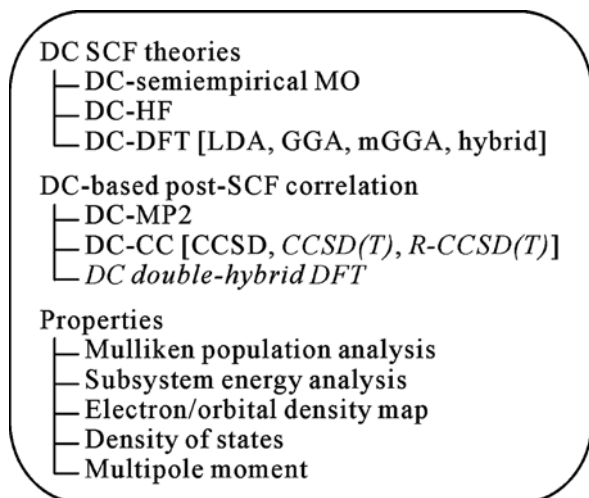 DC SCF theories
DC-semiempirical MO
DC-HF
DC-DFT [LDA, GGA, mGGA, hybrid]
DC-based post-SCF correlation
DC-MP2
DC-CC [CCSD, CCSD(T), R-CCSD(T)]
DC double-hybrid DFT
Properties
Mulliken population analysis
Subsystem energy analysis
Electron/orbital density map
Density of states
Multipole moment